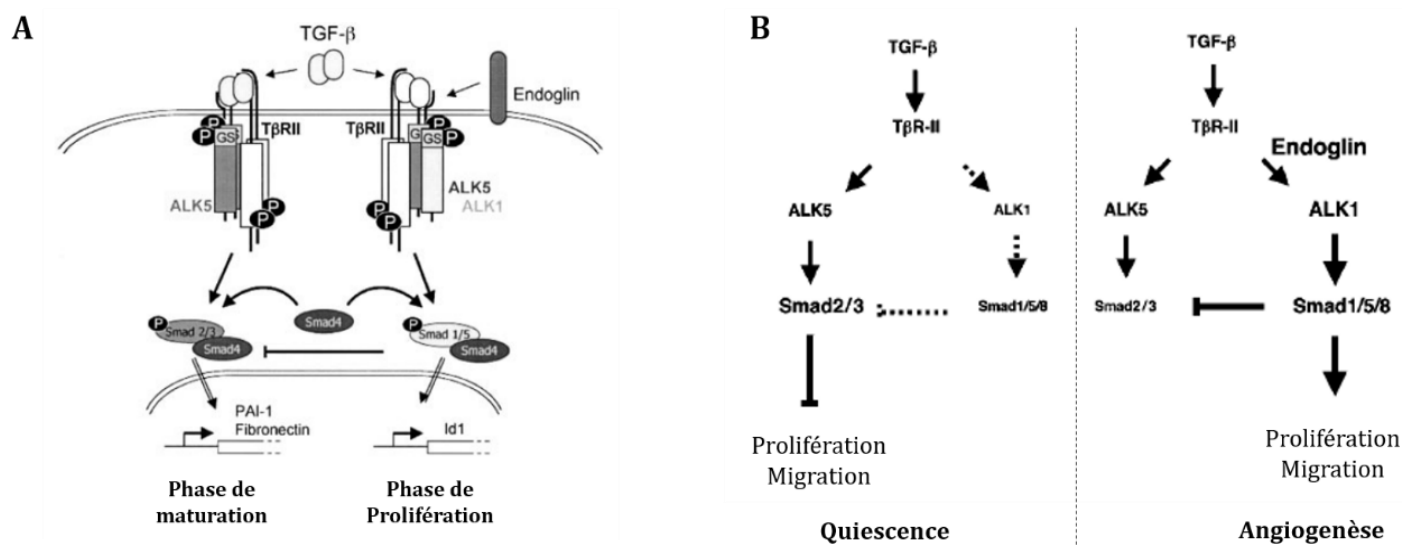 A
TGF-β
Endoglin
P
P
GS
TβRII
TβRII
G
GS
P
P
ALK5
P
P
P
P
ALK5
ALK1
Smad4
P
Smad 2/3
Smad4
P
Smad 1/5
Smad4
PAI-1
Fibronectin
Id1
Phase de
maturation
Phase de
Prolifération
B
TGF-β
TβR-II
ALK5
ALK1
Smad2/3
Smad1/5/8
Prolifération
Migration
Quiescence
TGF-β
TβR-II
Endoglin
ALK5
ALK1
Smad2/3
Smad1/5/8
Prolifération
Migration
Angiogenèse